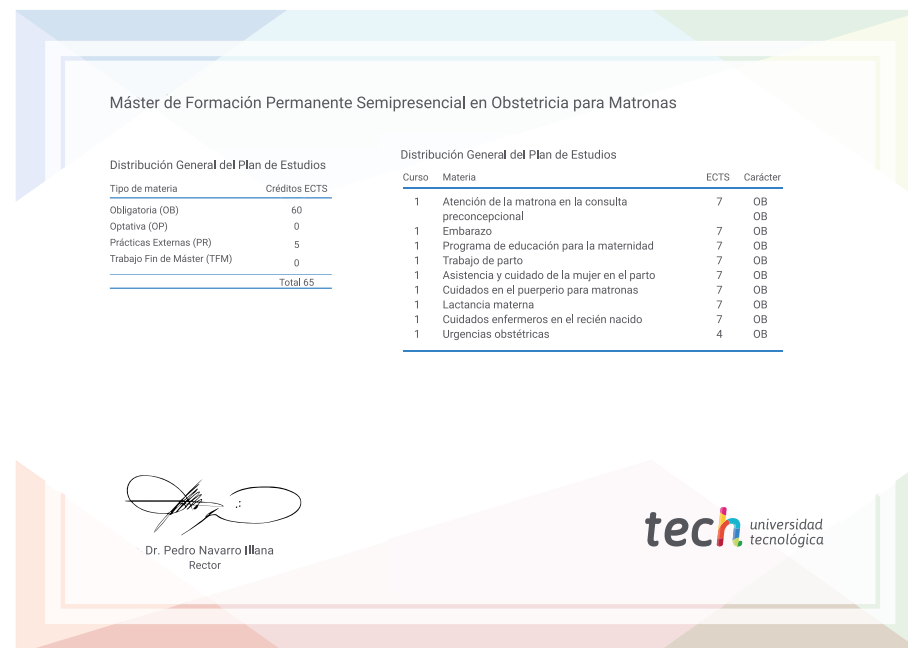 Máster de Formación Permanente Semipresencial en Obstetricia para Matronas
Distribución General del Plan de Estudios
Tipo de materia Créditos ECTS
Obligatoria (OB) 60
Optativa (OP) 0
Prácticas Externas (PR) 5
Trabajo Fin de Máster (TFM) 0
Total 65
Distribución General del Plan de Estudios
Curso Materia ECTS Carácter
1 Atención de la matrona en la consulta 7 OB
preconcepcional OB
1 Embarazo 7 OB
1 Programa de educación para la maternidad 7 OB
1 Trabajo de parto 7 OB
1 Asistencia y cuidado de la mujer en el parto 7 OB
1 Cuidados en el puerperio para matronas 7 OB
1 Lactancia materna 7 OB
1 Cuidados enfermeros en el recién nacido 7 OB
1 Urgencias obstétricas 4 OB
Dr. Pedro Navarro Illana
Rector
tech universidad
tecnológica